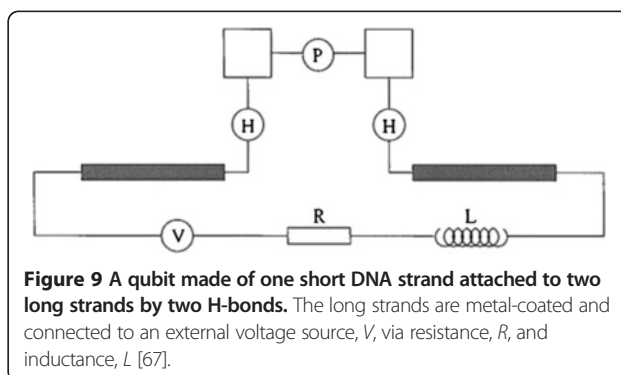 P
H H
R L
V
Figure 9 A qubit made of one short DNA strand attached to two
long strands by two H-bonds. The long strands are metal-coated and
connected to an external voltage source, V, via resistance, R, and
inductance, L [67].